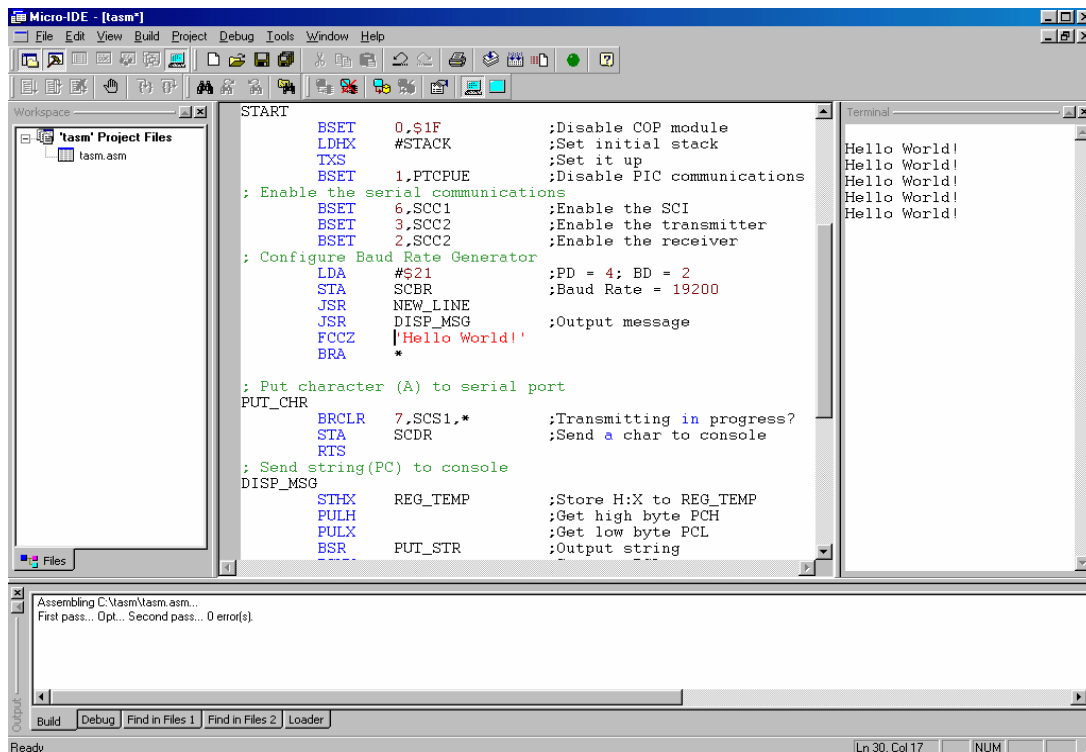 Micro-IDE - [tasm*]
File Edit View Build Project Debug Tools Window Help
Workspace
'tasm' Project Files
tasm.asm
Files
START
BSET 0,$1F ;Disable COP module
LDHX #STACK ;Set initial stack
TXS ;Set it up
BSET 1,PTCPUE ;Disable PIC communications
; Enable the serial communications
BSET 6,SCC1 ;Enable the SCI
BSET 3,SCC2 ;Enable the transmitter
BSET 2,SCC2 ;Enable the receiver
; Configure Baud Rate Generator
LDA #$21 ;PD = 4; BD = 2
STA SCBR ;Baud Rate = 19200
JSR NEW_LINE
JSR DISP_MSG ;Output message
FCCZ 'Hello World!'
BRA *
; Put character (A) to serial port
PUT_CHR
BRCLR 7,SCS1,* ;Transmitting in progress?
STA SCDR ;Send a char to console
RTS
; Send string(PC) to console
DISP_MSG
STHX REG_TEMP ;Store H:X to REG_TEMP
PULH ;Get high byte PCH
PULX ;Get low byte PCL
BSR PUT_STR ;Output string
Terminal
Hello World!
Hello World!
Hello World!
Hello World!
Hello World!
Assembling C:\tasm\tasm.asm...
First pass... Opt... Second pass... 0 error(s).
Output
Build Debug Find in Files 1 Find in Files 2 Loader
Ready Ln 30, Col 17 NUM